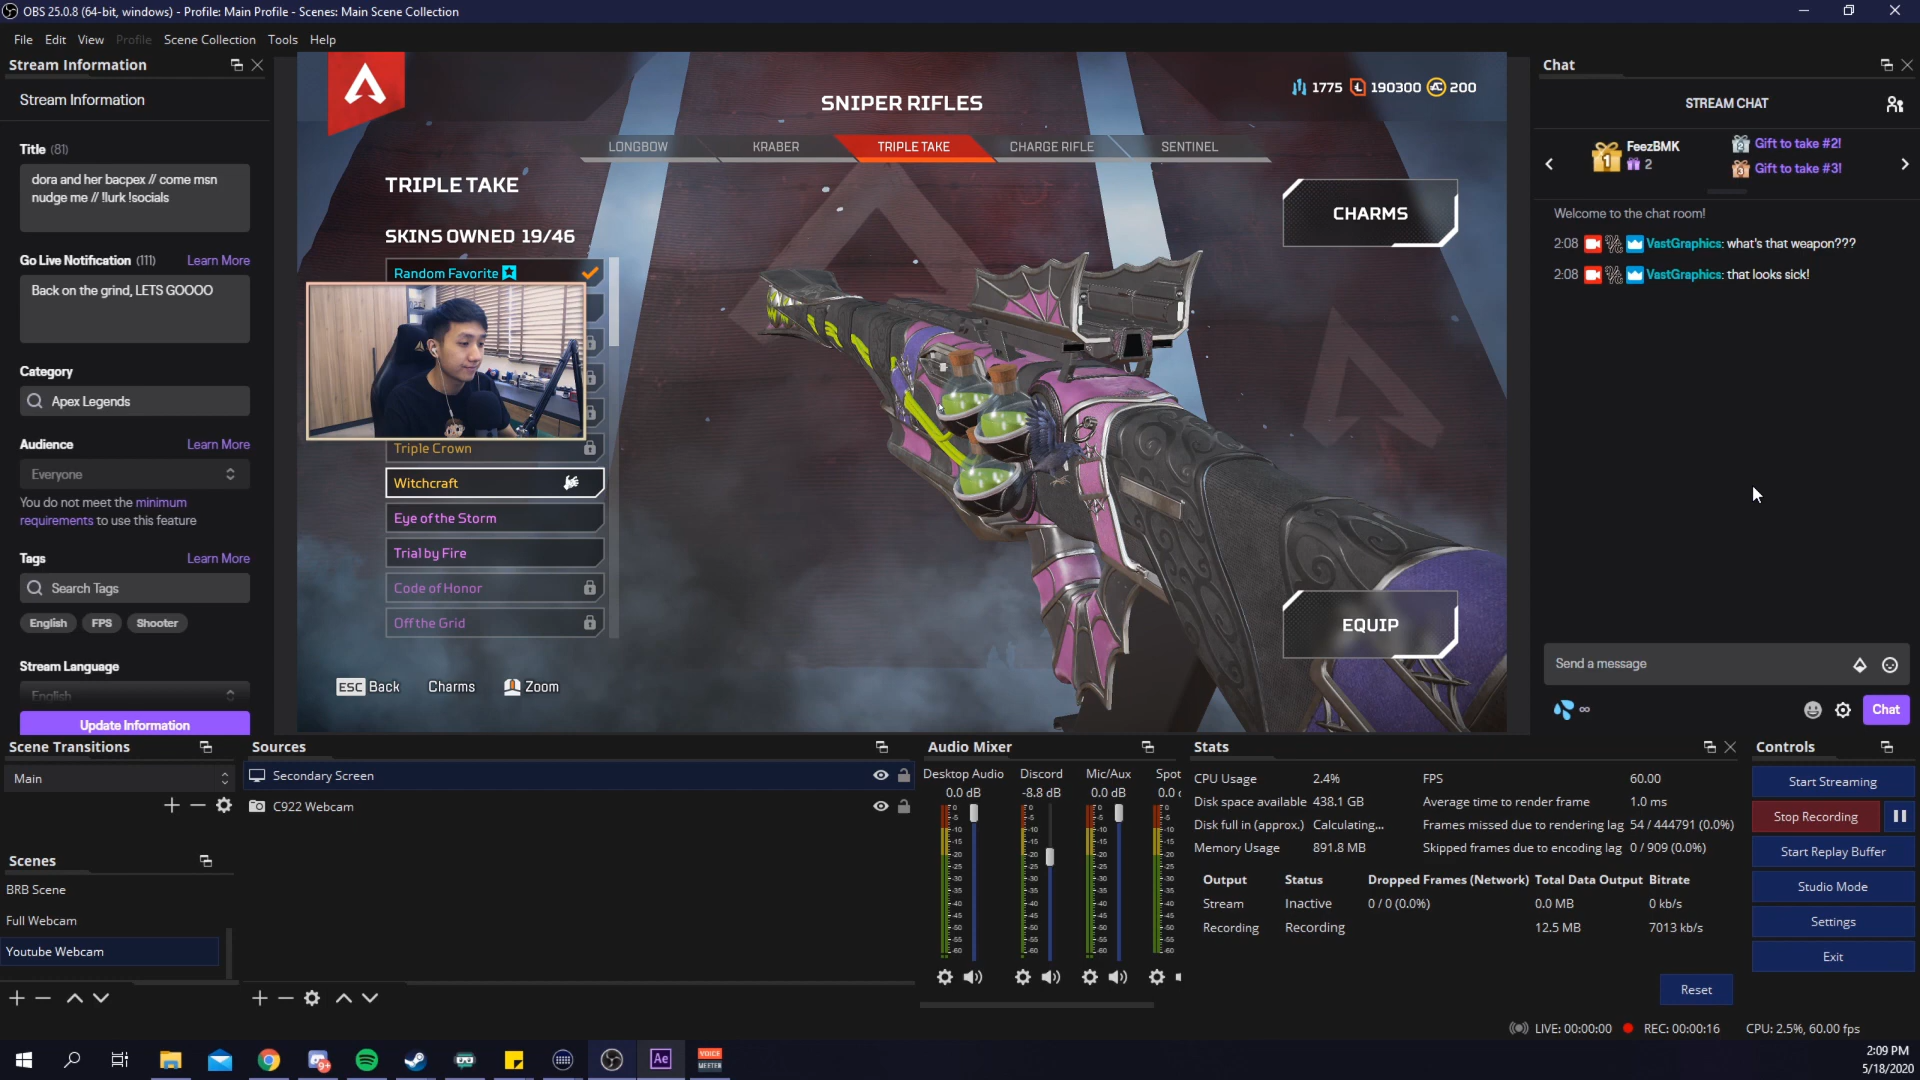 OBS 25.0.8 (64-bit, windows) - Profile: Main Profile - Scenes: Main Scene Collection
File Edit View Profile Scene Collection Tools Help
Stream Information
Stream Information
Title (81)
dora and her bacpex // come msn
nudge me // !lurk !socials
Go Live Notification (111) Learn More
Back on the grind, LETS GOOOO
Category
Apex Legends
Audience Learn More
Everyone
You do not meet the minimum
requirements to use this feature
Tags Learn More
Search Tags
English FPS Shooter
Stream Language
English
Update Information
1775 190300 200
SNIPER RIFLES
LONGBOW KRABER TRIPLE TAKE CHARGE RIFLE SENTINEL
TRIPLE TAKE
SKINS OWNED 19/46
Random Favorite
Triple Crown
Witchcraft
Eye of the Storm
Trial by Fire
Code of Honor
Off the Grid
CHARMS
EQUIP
ESC Back Charms Zoom
Chat
STREAM CHAT
1 FeezBMK
2
2 Gift to take #2!
3 Gift to take #3!
Welcome to the chat room!
2:08 VastGraphics: what's that weapon???
2:08 VastGraphics: that looks sick!
Send a message
∞
Chat
Scene Transitions
Main
Scenes
BRB Scene
Full Webcam
Youtube Webcam
Sources
Secondary Screen
C922 Webcam
Audio Mixer
Desktop Audio Discord Mic/Aux Spot
0.0 dB -8.8 dB 0.0 dB 0.0
Stats
CPU Usage 2.4% FPS 60.00
Disk space available 438.1 GB Average time to render frame 1.0 ms
Disk full in (approx.) Calculating... Frames missed due to rendering lag 54 / 444791 (0.0%)
Memory Usage 891.8 MB Skipped frames due to encoding lag 0 / 909 (0.0%)
Output Status Dropped Frames (Network) Total Data Output Bitrate
Stream Inactive 0 / 0 (0.0%) 0.0 MB 0 kb/s
Recording Recording 12.5 MB 7013 kb/s
Reset
Controls
Start Streaming
Stop Recording
Start Replay Buffer
Studio Mode
Settings
Exit
LIVE: 00:00:00 REC: 00:00:16 CPU: 2.5%, 60.00 fps
9+
Ae
VOICE
MEETER
2:09 PM
5/18/2020